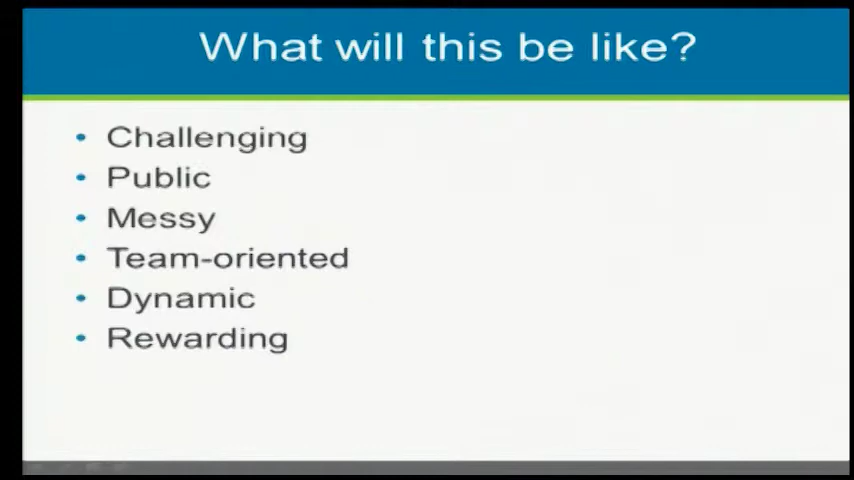 What will this be like?
• Challenging
• Public
• Messy
• Team-oriented
• Dynamic
• Rewarding